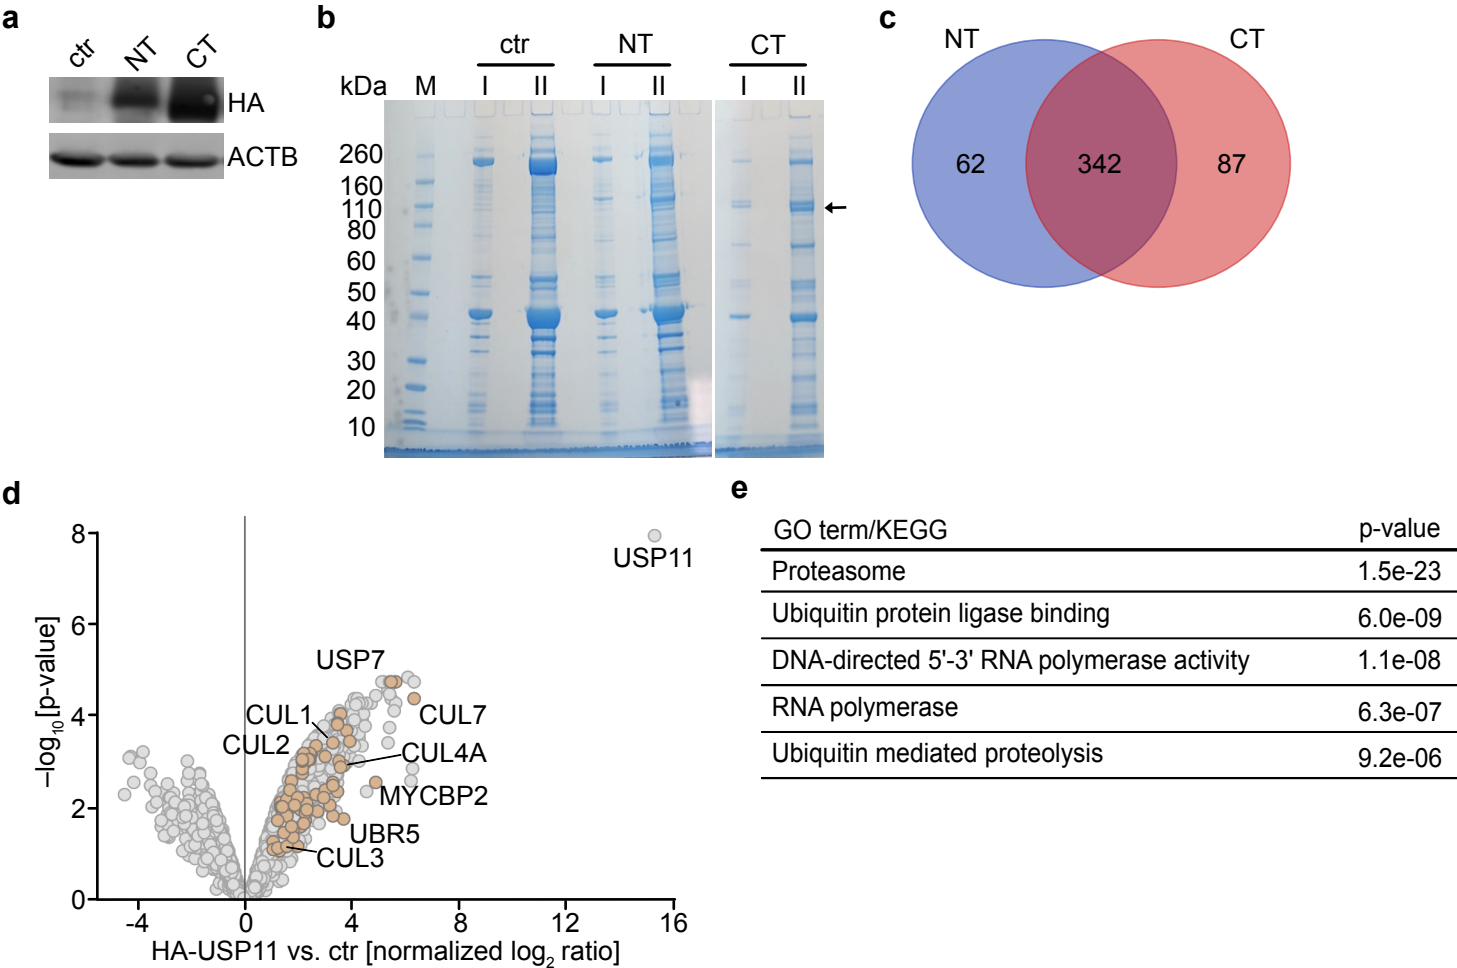 a
ctr NT CT
HA
ACTB
b
ctr NT CT
kDa M I II I II I II
260
160
110
80
60
50
40
30
20
10
c
NT CT
62 342 87
d
8
6
4
2
0
-4 0 4 8 12 16
–log10[p-value]
HA-USP11 vs. ctr [normalized log2 ratio]
USP11
USP7
CUL1
CUL7
CUL2
CUL4A
MYCBP2
UBR5
CUL3
e
GO term/KEGG p-value
Proteasome 1.5e-23
Ubiquitin protein ligase binding 6.0e-09
DNA-directed 5'-3' RNA polymerase activity 1.1e-08
RNA polymerase 6.3e-07
Ubiquitin mediated proteolysis 9.2e-06